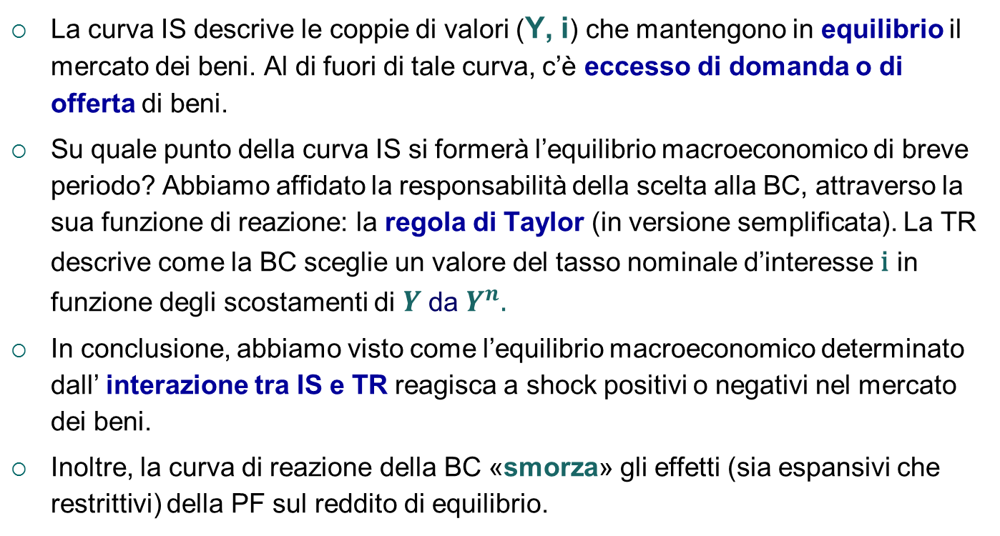 ○ La curva IS descrive le coppie di valori (Y, i) che mantengono in equilibrio il
mercato dei beni. Al di fuori di tale curva, c’è eccesso di domanda o di
offerta di beni.
○ Su quale punto della curva IS si formerà l’equilibrio macroeconomico di breve
periodo? Abbiamo affidato la responsabilità della scelta alla BC, attraverso la
sua funzione di reazione: la regola di Taylor (in versione semplificata). La TR
descrive come la BC sceglie un valore del tasso nominale d’interesse i in
funzione degli scostamenti di Y da Yⁿ.
○ In conclusione, abbiamo visto come l’equilibrio macroeconomico determinato
dall’ interazione tra IS e TR reagisca a shock positivi o negativi nel mercato
dei beni.
○ Inoltre, la curva di reazione della BC «smorza» gli effetti (sia espansivi che
restrittivi) della PF sul reddito di equilibrio.